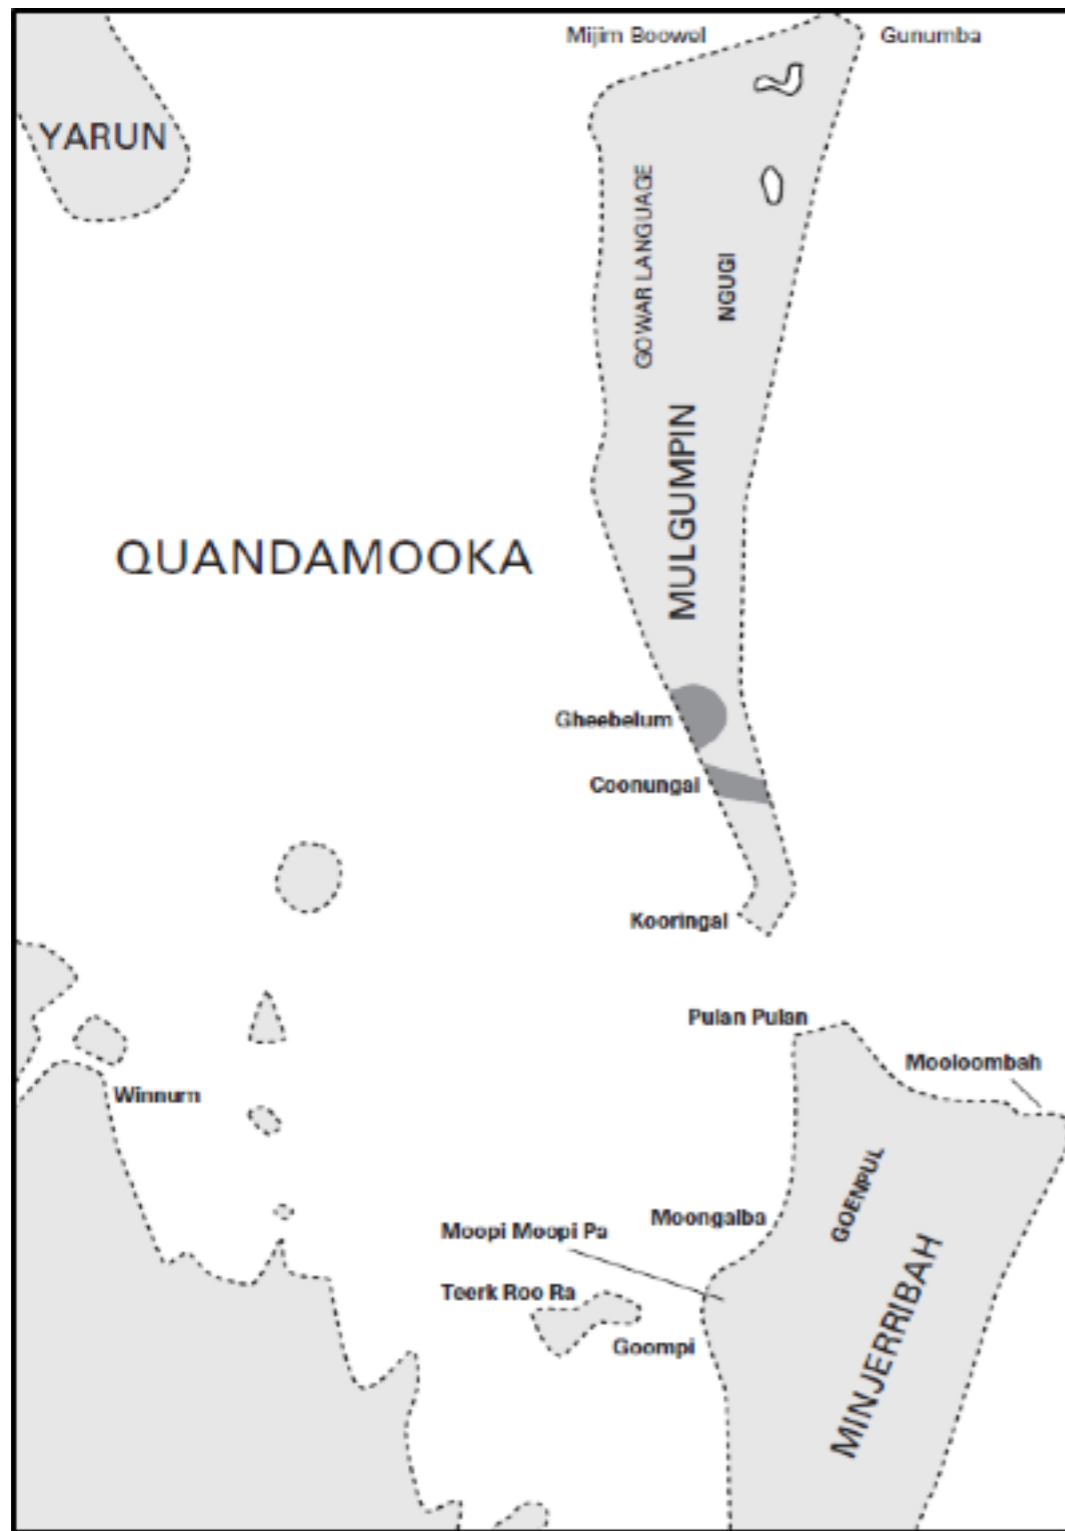 Mijim Boowel
Gunumba
YARUN
GOWAR LANGUAGE
NGUGI
MULGUMPIN
QUANDAMOOKA
Gheebelum
Coonungal
Kooringal
Pulan Pulan
Mooloombah
Winnum
GOENPUL
Moongalba
Moopi Moopi Pa
Teerk Roo Ra
Goompi
MINJERRIBAH